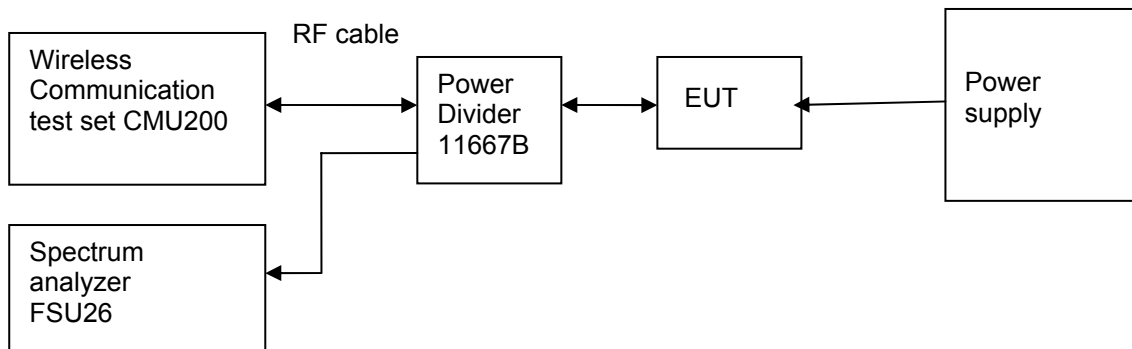 RF cable
Wireless
Communication
test set CMU200
Power
Divider
11667B
EUT
Power
supply
Spectrum
analyzer
FSU26